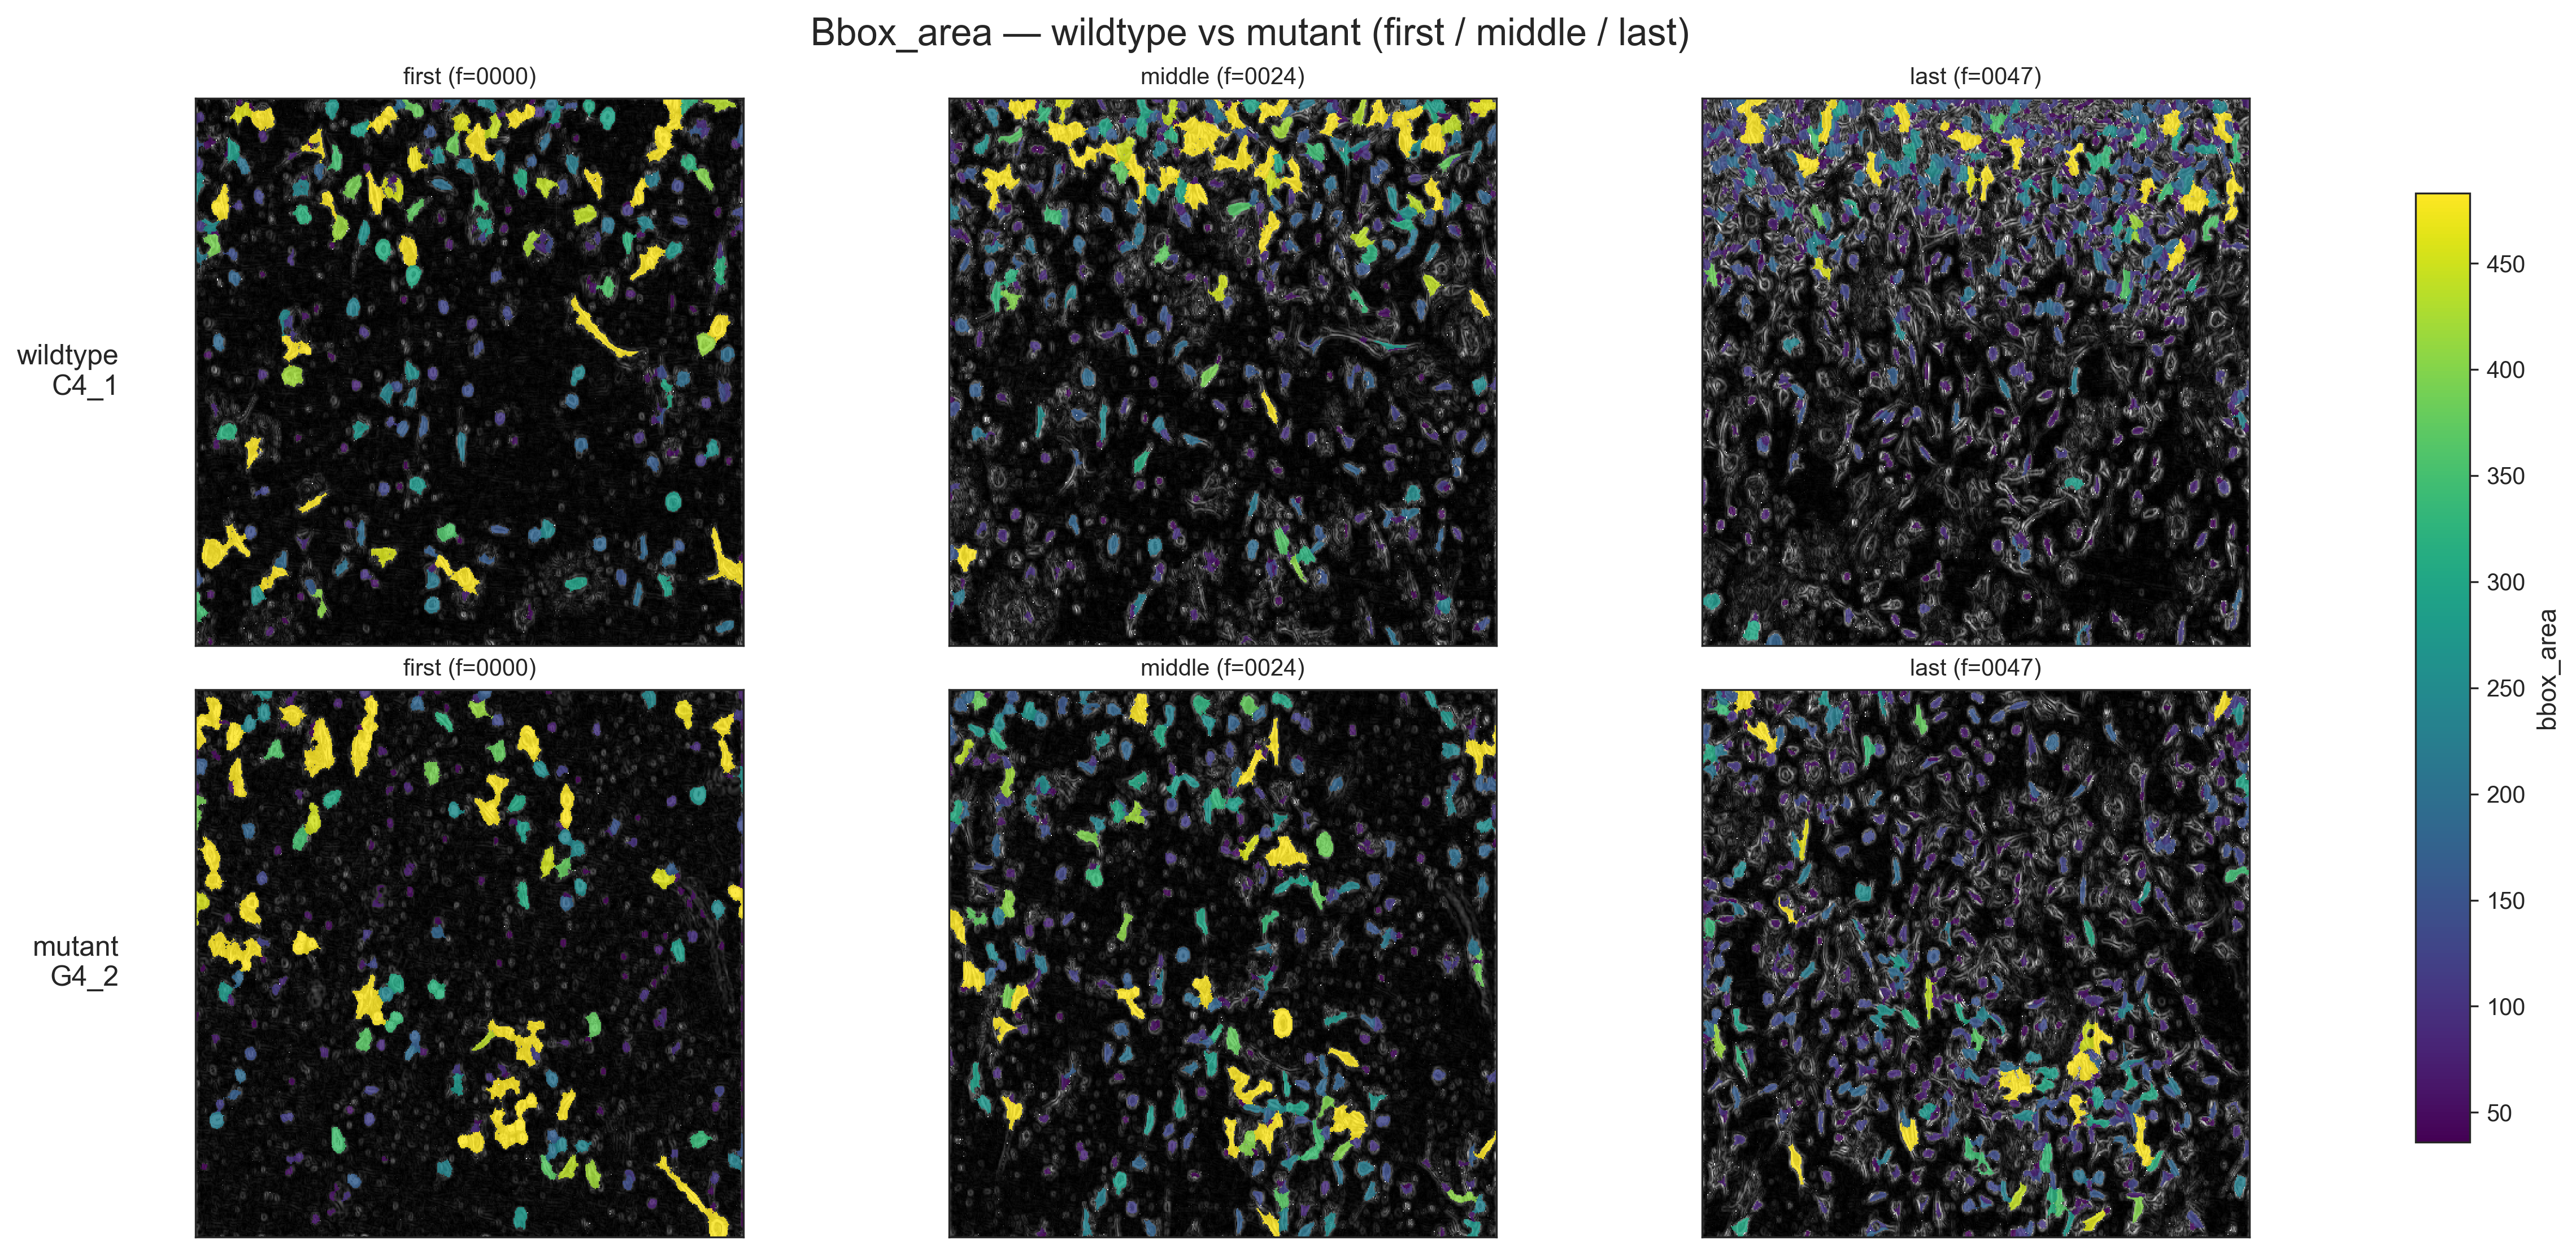 Bbox_area — wildtype vs mutant (first / middle / last)
first (f=0000)
middle (f=0024)
last (f=0047)
wildtype
C4_1
first (f=0000)
middle (f=0024)
last (f=0047)
mutant
G4_2
450
400
350
300
250
200
150
100
50
bbox_area